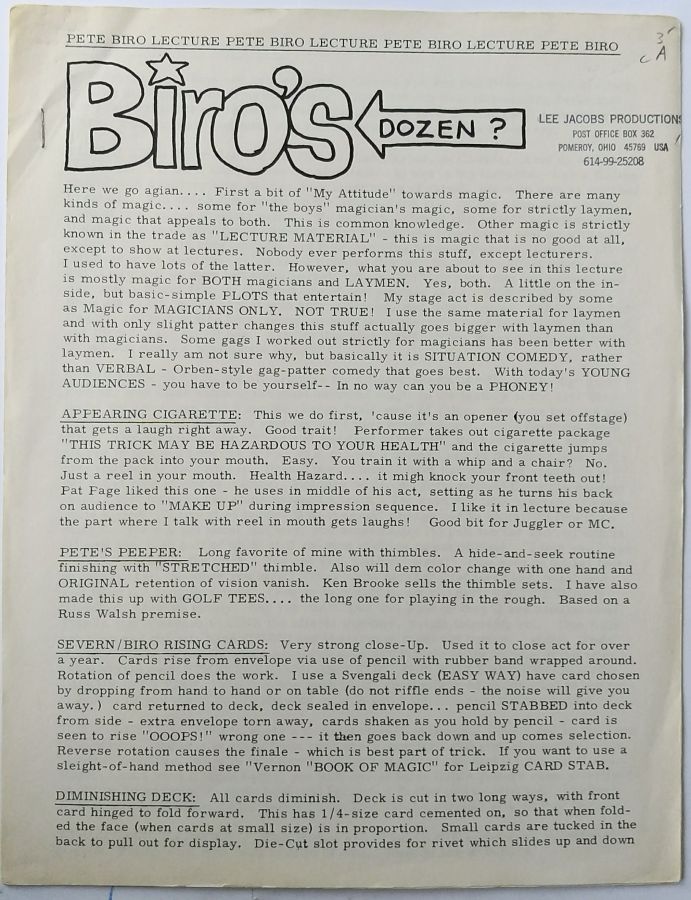 PETE BIRO LECTURE PETE BIRO LECTURE PETE BIRO LECTURE PETE BIRO
Biro's
DOZEN ?
LEE JACOBS PRODUCTIONS
POST OFFICE BOX 362
POMEROY, OHIO 45769 USA
614-99-25208
Here we go agian.... First a bit of "My Attitude" towards magic. There are many
kinds of magic.... some for "the boys" magician's magic, some for strictly laymen,
and magic that appeals to both. This is common knowledge. Other magic is strictly
known in the trade as "LECTURE MATERIAL" - this is magic that is no good at all,
except to show at lectures. Nobody ever performs this stuff, except lecturers.
I used to have lots of the latter. However, what you are about to see in this lecture
is mostly magic for BOTH magicians and LAYMEN. Yes, both. A little on the in-
side, but basic-simple PLOTS that entertain! My stage act is described by some
as Magic for MAGICIANS ONLY. NOT TRUE! I use the same material for laymen
and with only slight patter changes this stuff actually goes bigger with laymen than
with magicians. Some gags I worked out strictly for magicians has been better with
laymen. I really am not sure why, but basically it is SITUATION COMEDY, rather
than VERBAL - Orben-style gag-patter comedy that goes best. With today's YOUNG
AUDIENCES - you have to be yourself-- In no way can you be a PHONEY!
APPEARING CIGARETTE: This we do first, 'cause it's an opener (you set offstage)
that gets a laugh right away. Good trait! Performer takes out cigarette package
"THIS TRICK MAY BE HAZARDOUS TO YOUR HEALTH" and the cigarette jumps
from the pack into your mouth. Easy. You train it with a whip and a chair? No.
Just a reel in your mouth. Health Hazard.... it migh knock your front teeth out!
Pat Page liked this one - he uses in middle of his act, setting as he turns his back
on audience to "MAKE UP" during impression sequence. I like it in lecture because
the part where I talk with reel in mouth gets laughs! Good bit for Juggler or MC.
PETE'S PEEPER: Long favorite of mine with thimbles. A hide-and-seek routine
finishing with "STRETCHED" thimble. Also will dem color change with one hand and
ORIGINAL retention of vision vanish. Ken Brooke sells the thimble sets. I have also
made this up with GOLF TEES.... the long one for playing in the rough. Based on a
Russ Walsh premise.
SEVERN/BIRO RISING CARDS: Very strong close-Up. Used it to close act for over
a year. Cards rise from envelope via use of pencil with rubber band wrapped around.
Rotation of pencil does the work. I use a Svengali deck (EASY WAY) have card chosen
by dropping from hand to hand or on table (do not riffle ends - the noise will give you
away.) card returned to deck, deck sealed in envelope... pencil STABBED into deck
from side - extra envelope torn away, cards shaken as you hold by pencil - card is
seen to rise "OOOPS!" wrong one --- it then goes back down and up comes selection.
Reverse rotation causes the finale - which is best part of trick. If you want to use a
sleight-of-hand method see "Vernon "BOOK OF MAGIC" for Leipzig CARD STAB.
DIMINISHING DECK: All cards diminish. Deck is cut in two long ways, with front
card hinged to fold forward. This has 1/4-size card cemented on, so that when fold-
ed the face (when cards at small size) is in proportion. Small cards are tucked in the
back to pull out for display. Die-Cut slot provides for rivet which slides up and down